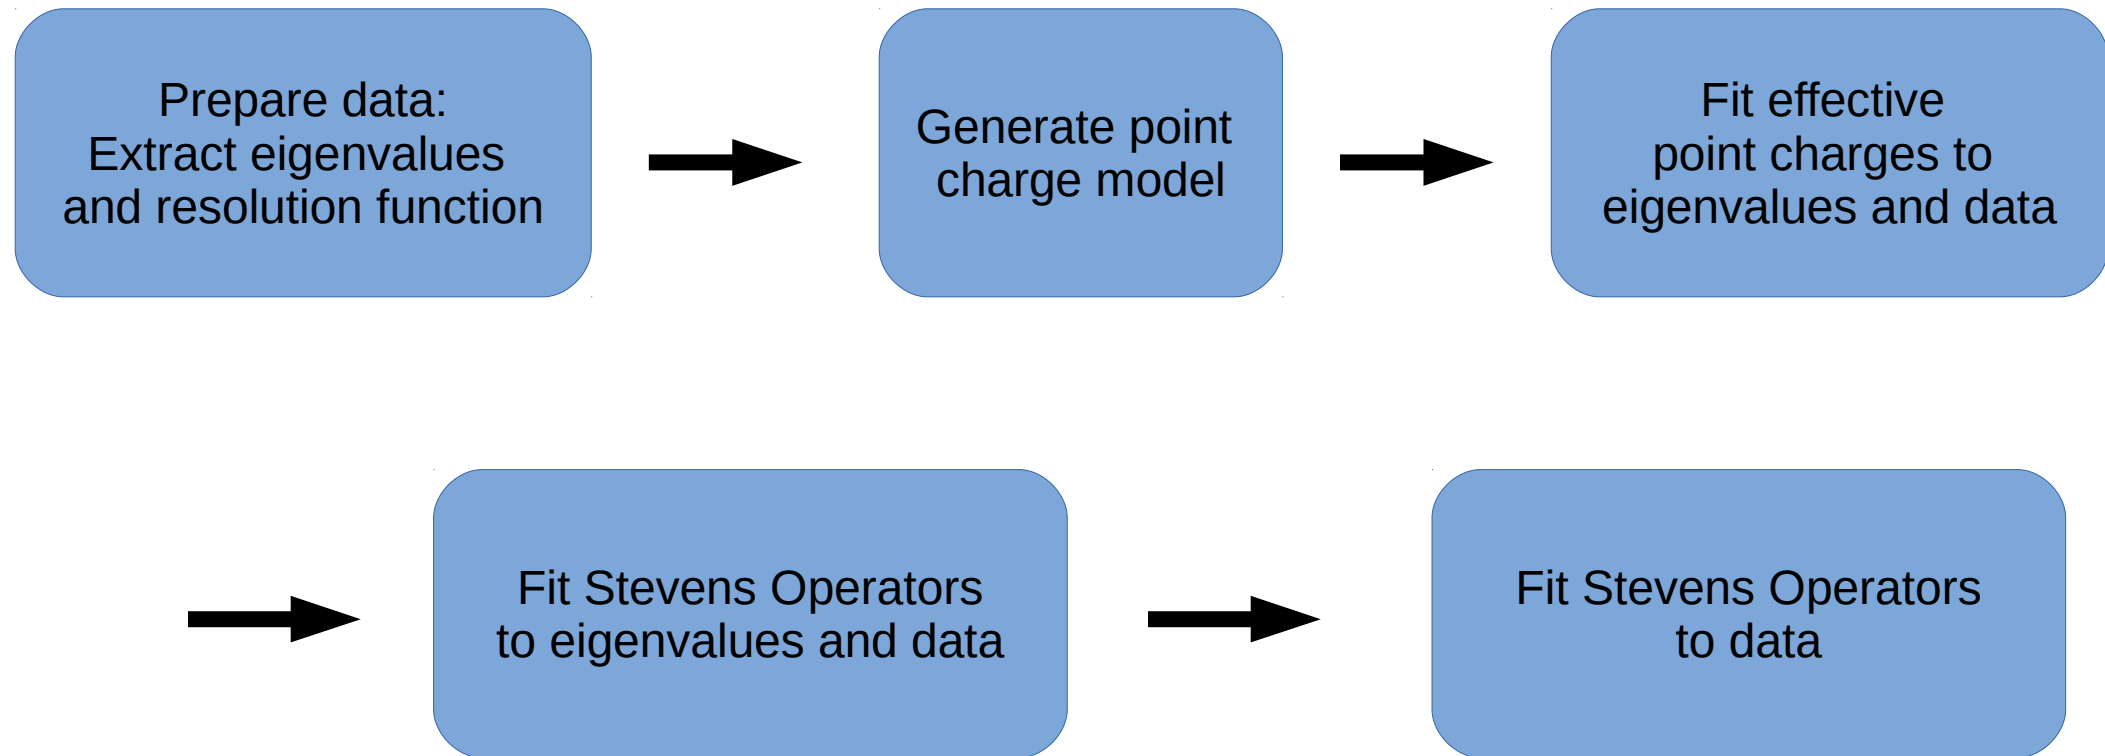 Prepare data:
Extract eigenvalues
and resolution function
Generate point
charge model
Fit effective
point charges to
eigenvalues and data
Fit Stevens Operators
to eigenvalues and data
Fit Stevens Operators
to data